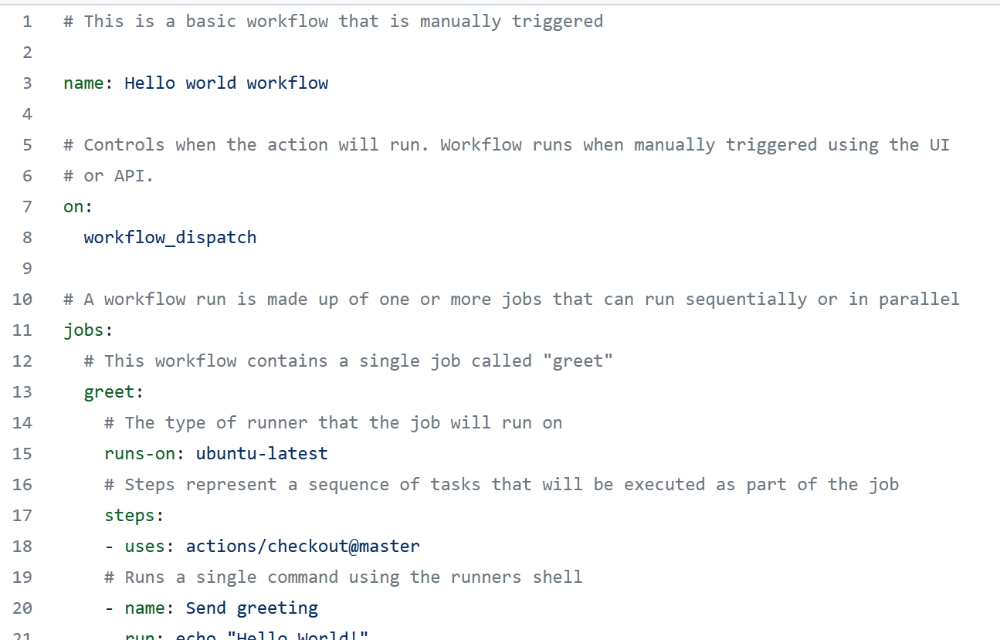 1 # This is a basic workflow that is manually triggered
2
3 name: Hello world workflow
4
5 # Controls when the action will run. Workflow runs when manually triggered using the UI
6 # or API.
7 on:
8   workflow_dispatch
9
10 # A workflow run is made up of one or more jobs that can run sequentially or in parallel
11 jobs:
12   # This workflow contains a single job called "greet"
13   greet:
14     # The type of runner that the job will run on
15     runs-on: ubuntu-latest
16     # Steps represent a sequence of tasks that will be executed as part of the job
17     steps:
18     - uses: actions/checkout@master
19     # Runs a single command using the runners shell
20     - name: Send greeting
21       run: echo "Hello World!"